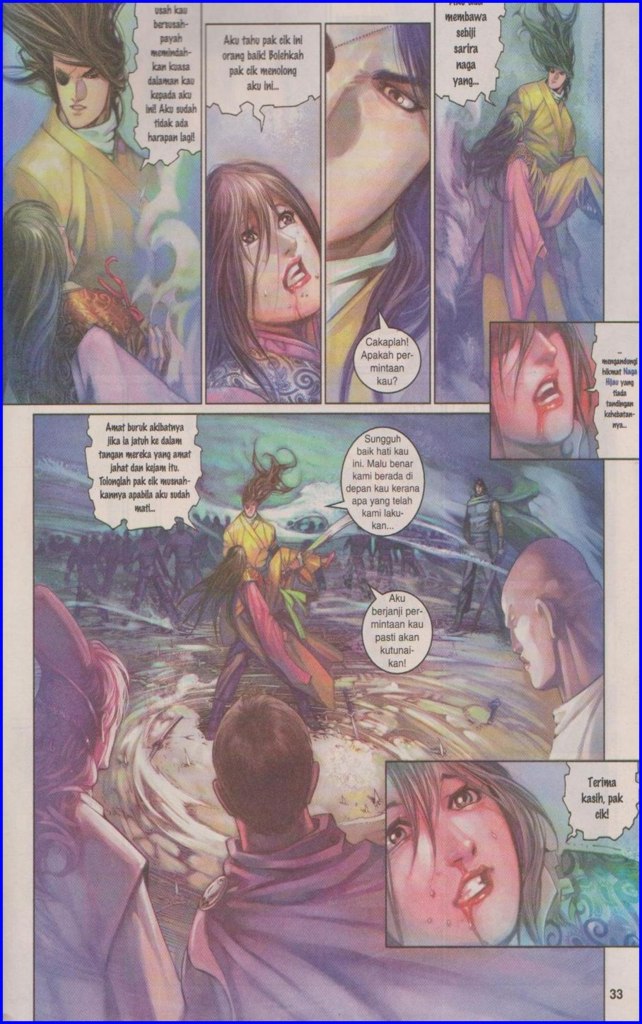 usah kau
bersusah-
payah
memindah-
kan kuasa
dalaman kau
kepada aku
ini! Aku sudah
tidak ada
harapan lagi!
Aku tahu pak cik ini
orang baik! Bolehkah
pak cik menolong
aku ini...
Cakaplah!
Apakah per-
mintaan
kau?
membawa
sebiji
sarira
naga
yang...
...
mengandungi
hikmat Naga
Hijau yang
tiada
tandingan
kehebatan-
nya...
Amat buruk akibatnya
jika ia jatuh ke dalam
tangan mereka yang amat
jahat dan kejam itu.
Tolonglah pak cik musnah-
kannya apabila aku sudah
mati...
Sungguh
baik hati kau
ini. Malu benar
kami berada di
depan kau kerana
apa yang telah
kami laku-
kan...
Aku
berjanji per-
mintaan kau
pasti akan
kutunai-
kan!
Terima
kasih, pak
cik!
33